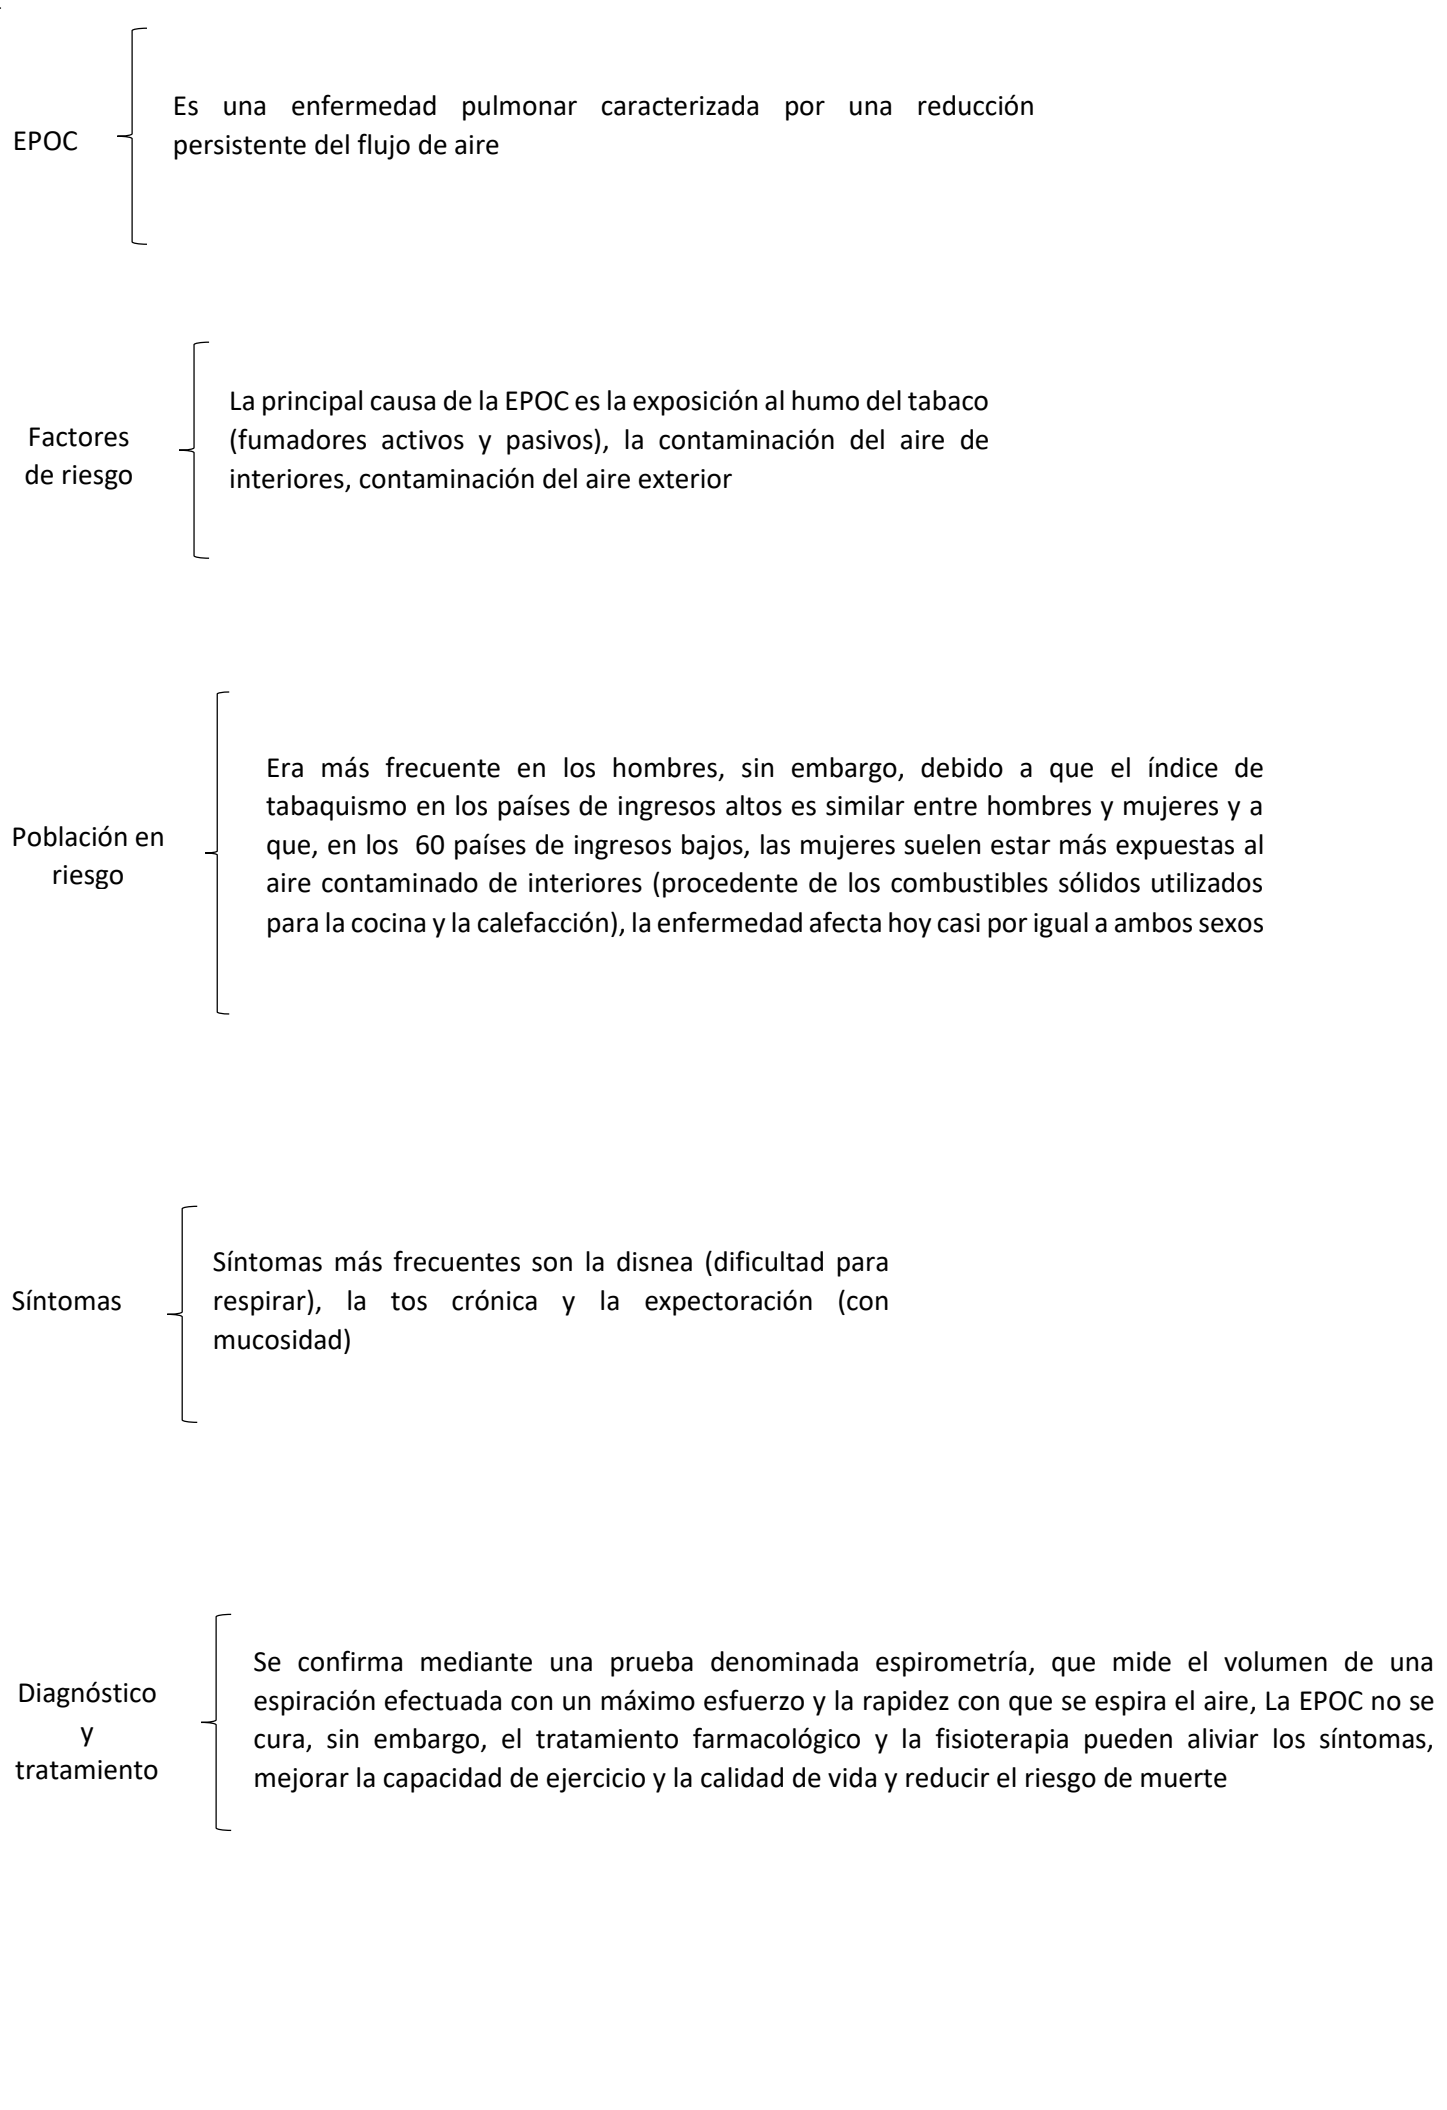 EPOC
Es una enfermedad pulmonar caracterizada por una reducción
persistente del flujo de aire
Factores
de riesgo
La principal causa de la EPOC es la exposición al humo del tabaco
(fumadores activos y pasivos), la contaminación del aire de
interiores, contaminación del aire exterior
Población en
riesgo
Era más frecuente en los hombres, sin embargo, debido a que el índice de
tabaquismo en los países de ingresos altos es similar entre hombres y mujeres y a
que, en los 60 países de ingresos bajos, las mujeres suelen estar más expuestas al
aire contaminado de interiores (procedente de los combustibles sólidos utilizados
para la cocina y la calefacción), la enfermedad afecta hoy casi por igual a ambos sexos
Síntomas
Síntomas más frecuentes son la disnea (dificultad para
respirar), la tos crónica y la expectoración (con
mucosidad)
Diagnóstico
y
tratamiento
Se confirma mediante una prueba denominada espirometría, que mide el volumen de una
espiración efectuada con un máximo esfuerzo y la rapidez con que se espira el aire, La EPOC no se
cura, sin embargo, el tratamiento farmacológico y la fisioterapia pueden aliviar los síntomas,
mejorar la capacidad de ejercicio y la calidad de vida y reducir el riesgo de muerte